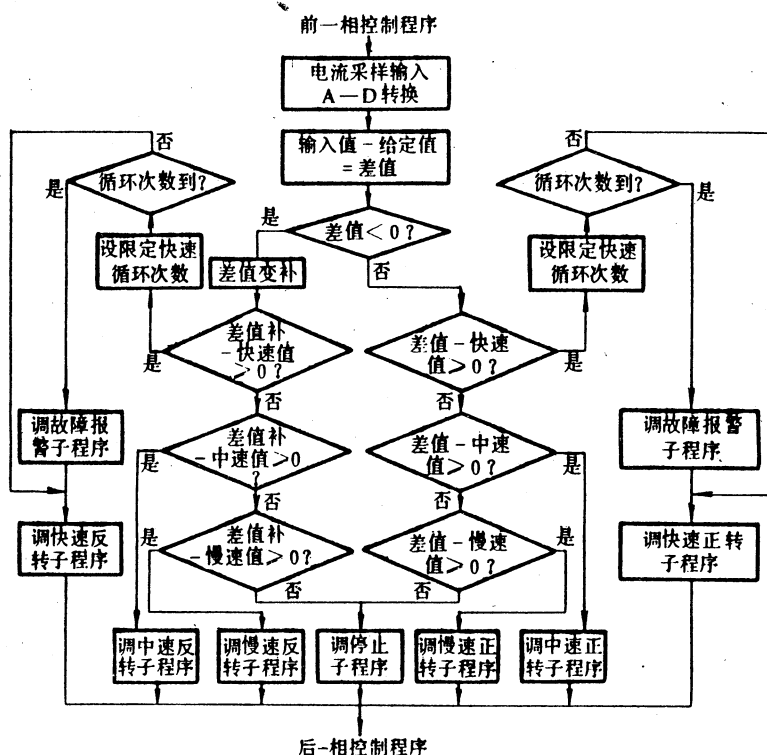 前一相控制程序
电流采样输入
A—D转换
输入值-给定值
=差值
否
循环次数到?
是
设限定快速
循环次数
是
差值<0?
否
差值变补
否
循环次数到?
是
设限定快速
循环次数
差值补
-快速值
≥0?
是
否
差值-快速
值≥0?
是
否
调故障报
警子程序
差值补
-中速值≥0
?
是
否
差值-中速
值≥0?
是
否
调故障报警
子程序
调快速反
转子程序
差值补
-慢速值≥0?
是
否
差值-慢速
值≥0?
是
否
调快速正转
子程序
调中速反
转子程序
调慢速反
转子程序
调停止
子程序
调慢速正
转子程序
调中速正
转子程序
后-相控制程序